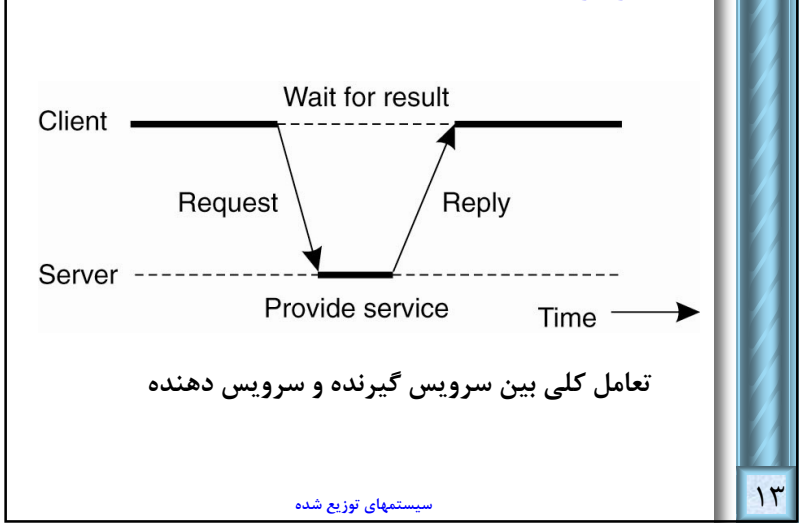 Wait for result
Client
Request
Reply
Server
Provide service
Time
تعامل کلی بین سرویس گیرنده و سرویس دهنده
سیستمهای توزیع شده
۱۳